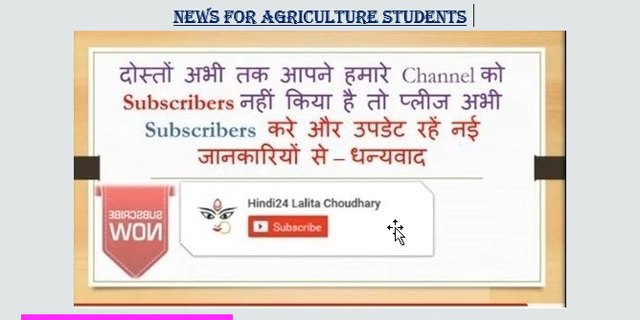 NEWS FOR AGRICULTURE STUDENTS
दोस्तों अभी तक आपने हमारे Channel को
Subscribers नहीं किया है तो प्लीज अभी
Subscribers करे और उपडेट रहें नई
जानकारियों से – धन्यवाद
Hindi24 Lalita Choudhary
Subscribe
SUBSCRIBE
NOW